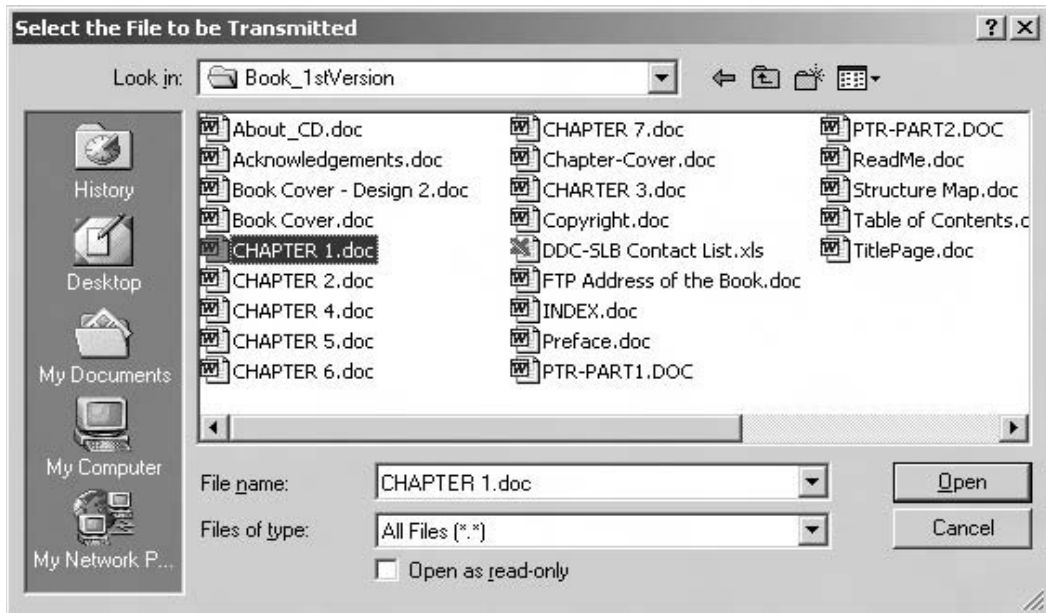 Select the File to be Transmitted
Look in: Book_1stVersion
History
Desktop
My Documents
My Computer
My Network P...
About_CD.doc
Acknowledgements.doc
Book Cover - Design 2.doc
Book Cover.doc
CHAPTER 1.doc
CHAPTER 2.doc
CHAPTER 4.doc
CHAPTER 5.doc
CHAPTER 6.doc
CHAPTER 7.doc
Chapter-Cover.doc
CHARTER 3.doc
Copyright.doc
DDC-SLB Contact List.xls
FTP Address of the Book.doc
INDEX.doc
Preface.doc
PTR-PART1.DOC
PTR-PART2.DOC
ReadMe.doc
Structure Map.doc
Table of Contents.c
TitlePage.doc
File name: CHAPTER 1.doc Open
Files of type: All Files (*.*) Cancel
Open as read-only